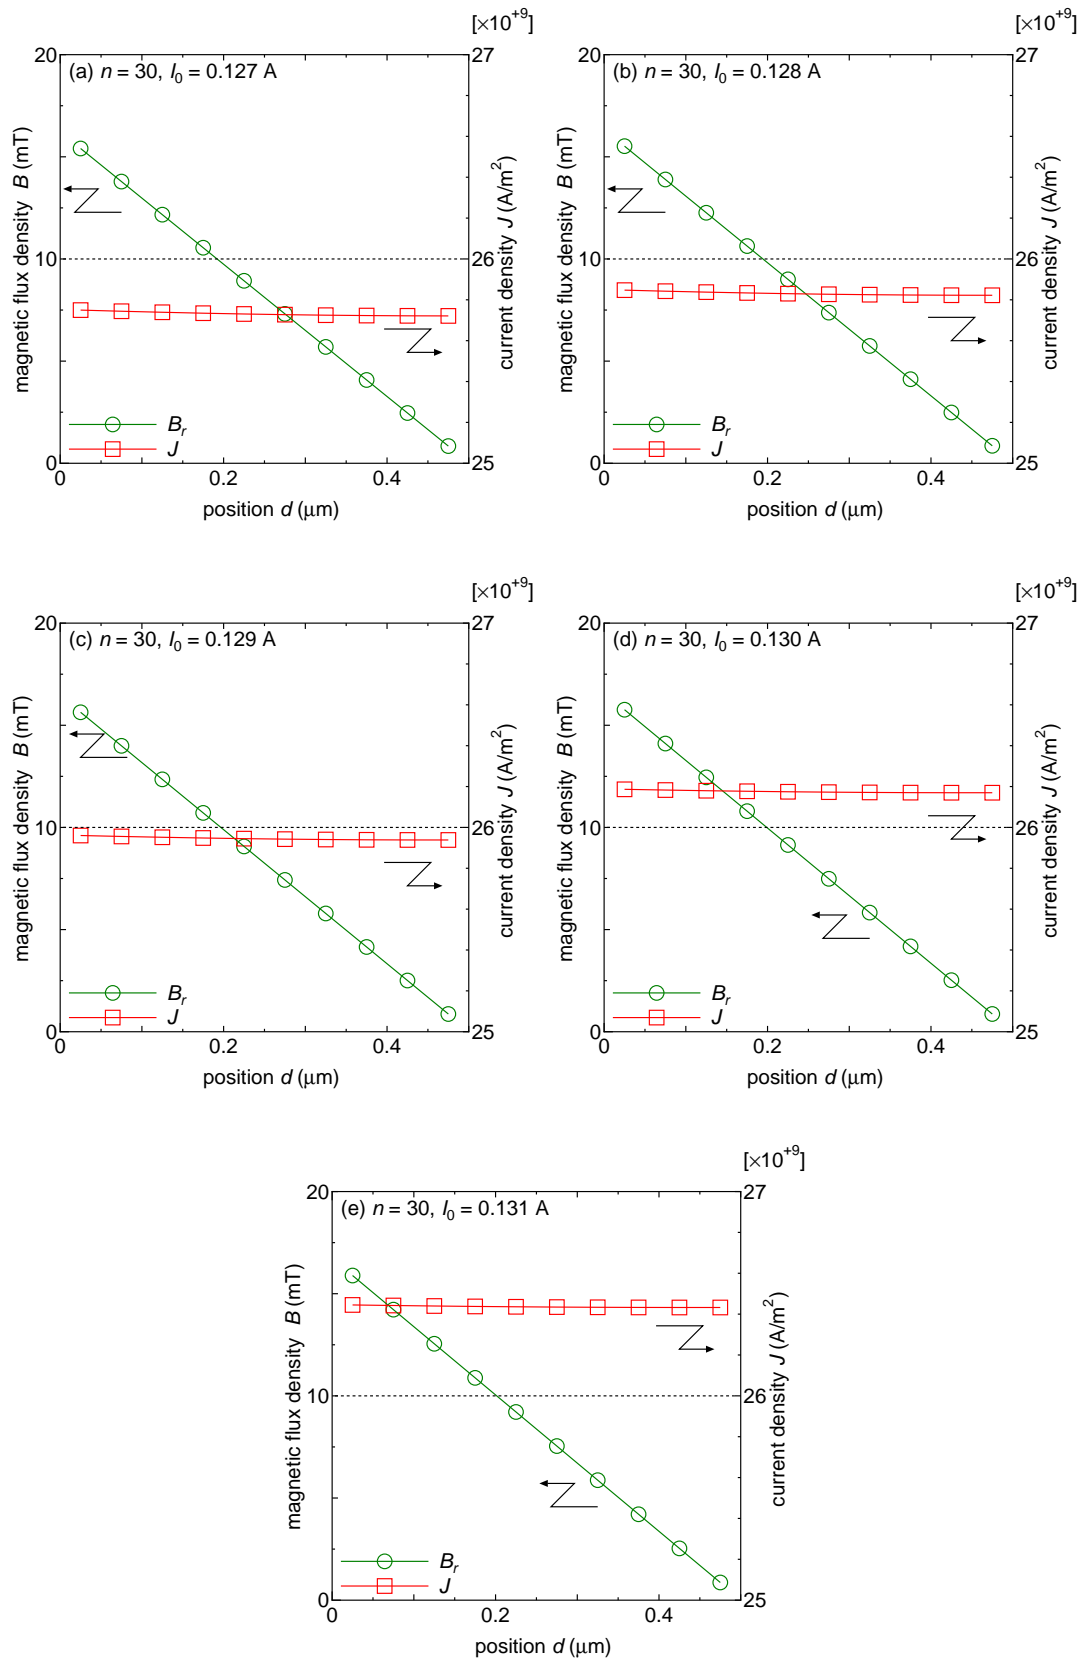 [×10+9]
(a) n = 30, I0 = 0.127 A
magnetic flux density B (mT)
20
10
0
27
26
25
current density J (A/m2)
Br
J
0
0.2
0.4
position d (μm)
[×10+9]
(b) n = 30, I0 = 0.128 A
magnetic flux density B (mT)
20
10
0
27
26
25
current density J (A/m2)
Br
J
0
0.2
0.4
position d (μm)
[×10+9]
(c) n = 30, I0 = 0.129 A
magnetic flux density B (mT)
20
10
0
27
26
25
current density J (A/m2)
Br
J
0
0.2
0.4
position d (μm)
[×10+9]
(d) n = 30, I0 = 0.130 A
magnetic flux density B (mT)
20
10
0
27
26
25
current density J (A/m2)
Br
J
0
0.2
0.4
position d (μm)
[×10+9]
(e) n = 30, I0 = 0.131 A
magnetic flux density B (mT)
20
10
0
27
26
25
current density J (A/m2)
Br
J
0
0.2
0.4
position d (μm)